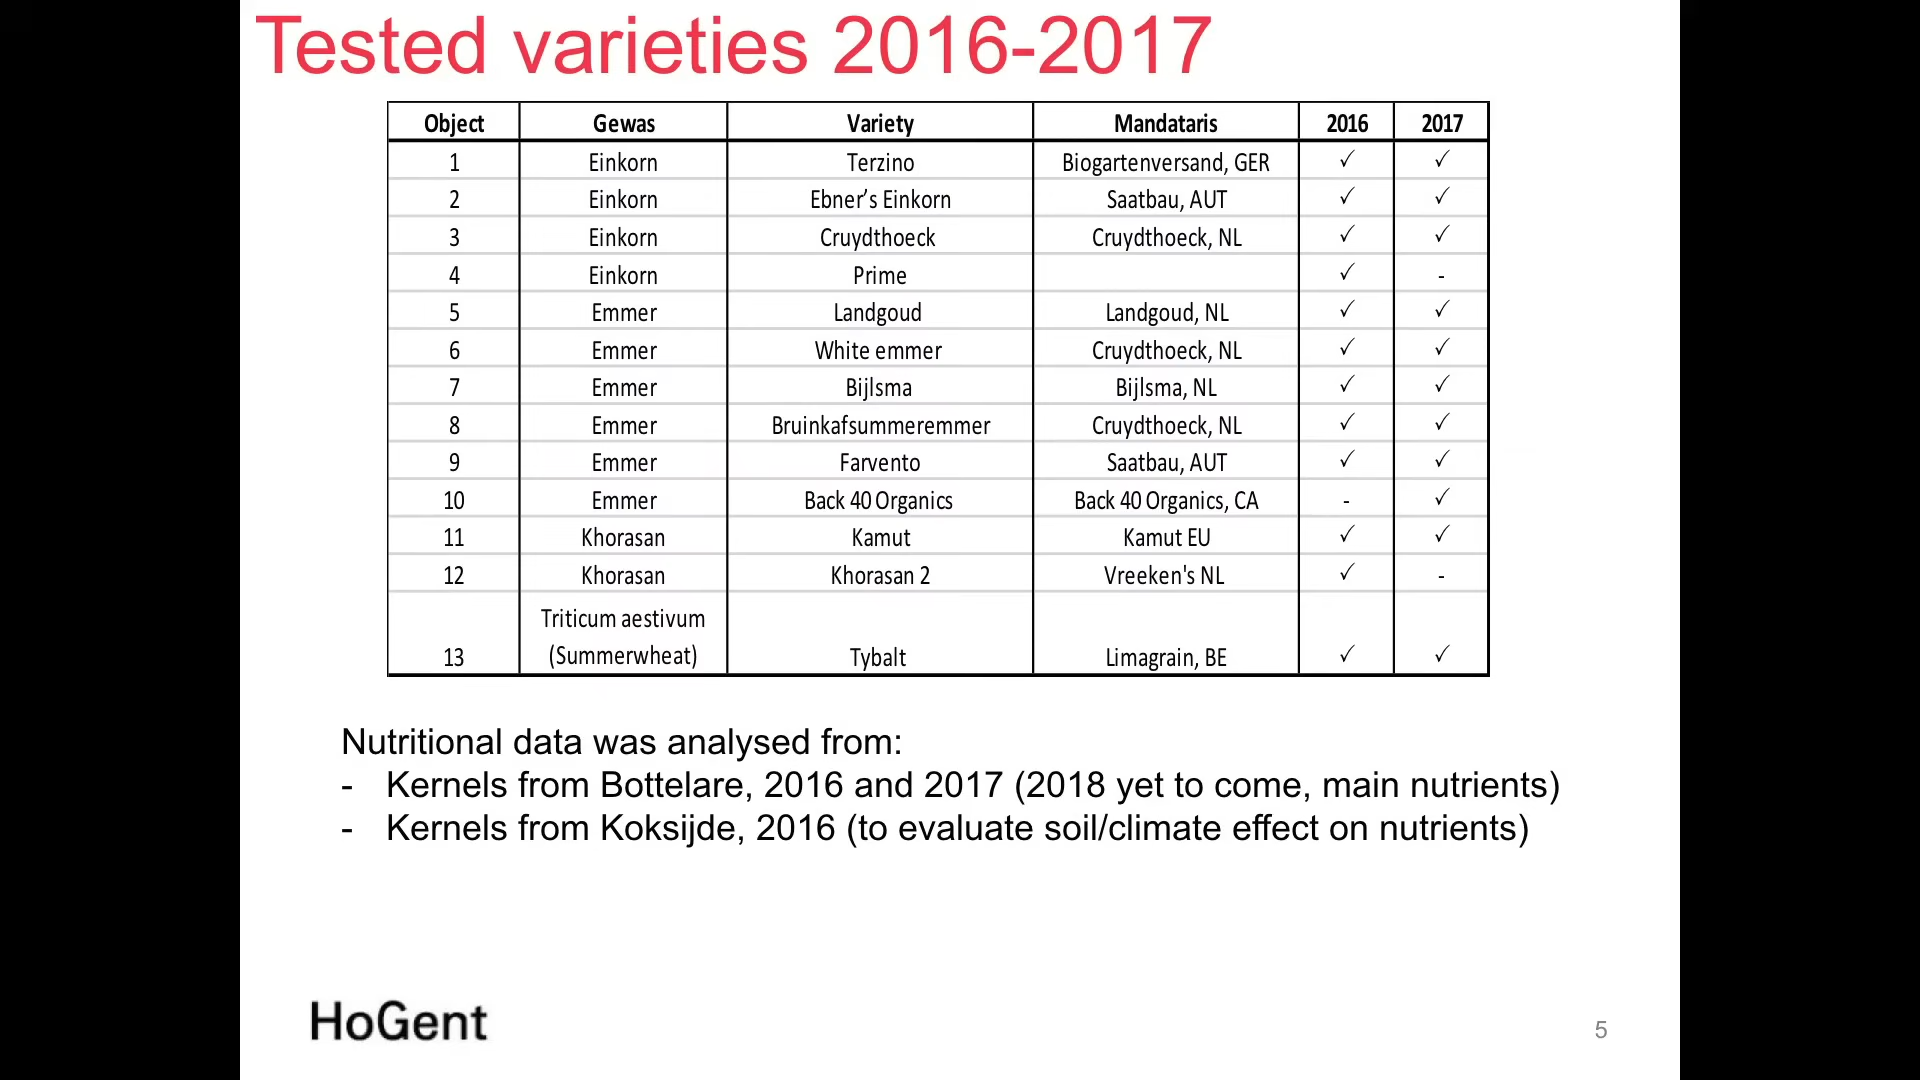 Tested varieties 2016-2017
Object Gewas Variety Mandataris 2016 2017
1 Einkorn Terzino Biogartenversand, GER ✓ ✓
2 Einkorn Ebner’s Einkorn Saatbau, AUT ✓ ✓
3 Einkorn Cruydthoeck Cruydthoeck, NL ✓ ✓
4 Einkorn Prime ✓ -
5 Emmer Landgoud Landgoud, NL ✓ ✓
6 Emmer White emmer Cruydthoeck, NL ✓ ✓
7 Emmer Bijlsma Bijlsma, NL ✓ ✓
8 Emmer Bruinkafsummeremmer Cruydthoeck, NL ✓ ✓
9 Emmer Farvento Saatbau, AUT ✓ ✓
10 Emmer Back 40 Organics Back 40 Organics, CA - ✓
11 Khorasan Kamut Kamut EU ✓ ✓
12 Khorasan Khorasan 2 Vreeken's NL ✓ -
Triticum aestivum
13 (Summerwheat) Tybalt Limagrain, BE ✓ ✓
Nutritional data was analysed from:
- Kernels from Bottelare, 2016 and 2017 (2018 yet to come, main nutrients)
- Kernels from Koksijde, 2016 (to evaluate soil/climate effect on nutrients)
HoGent
5